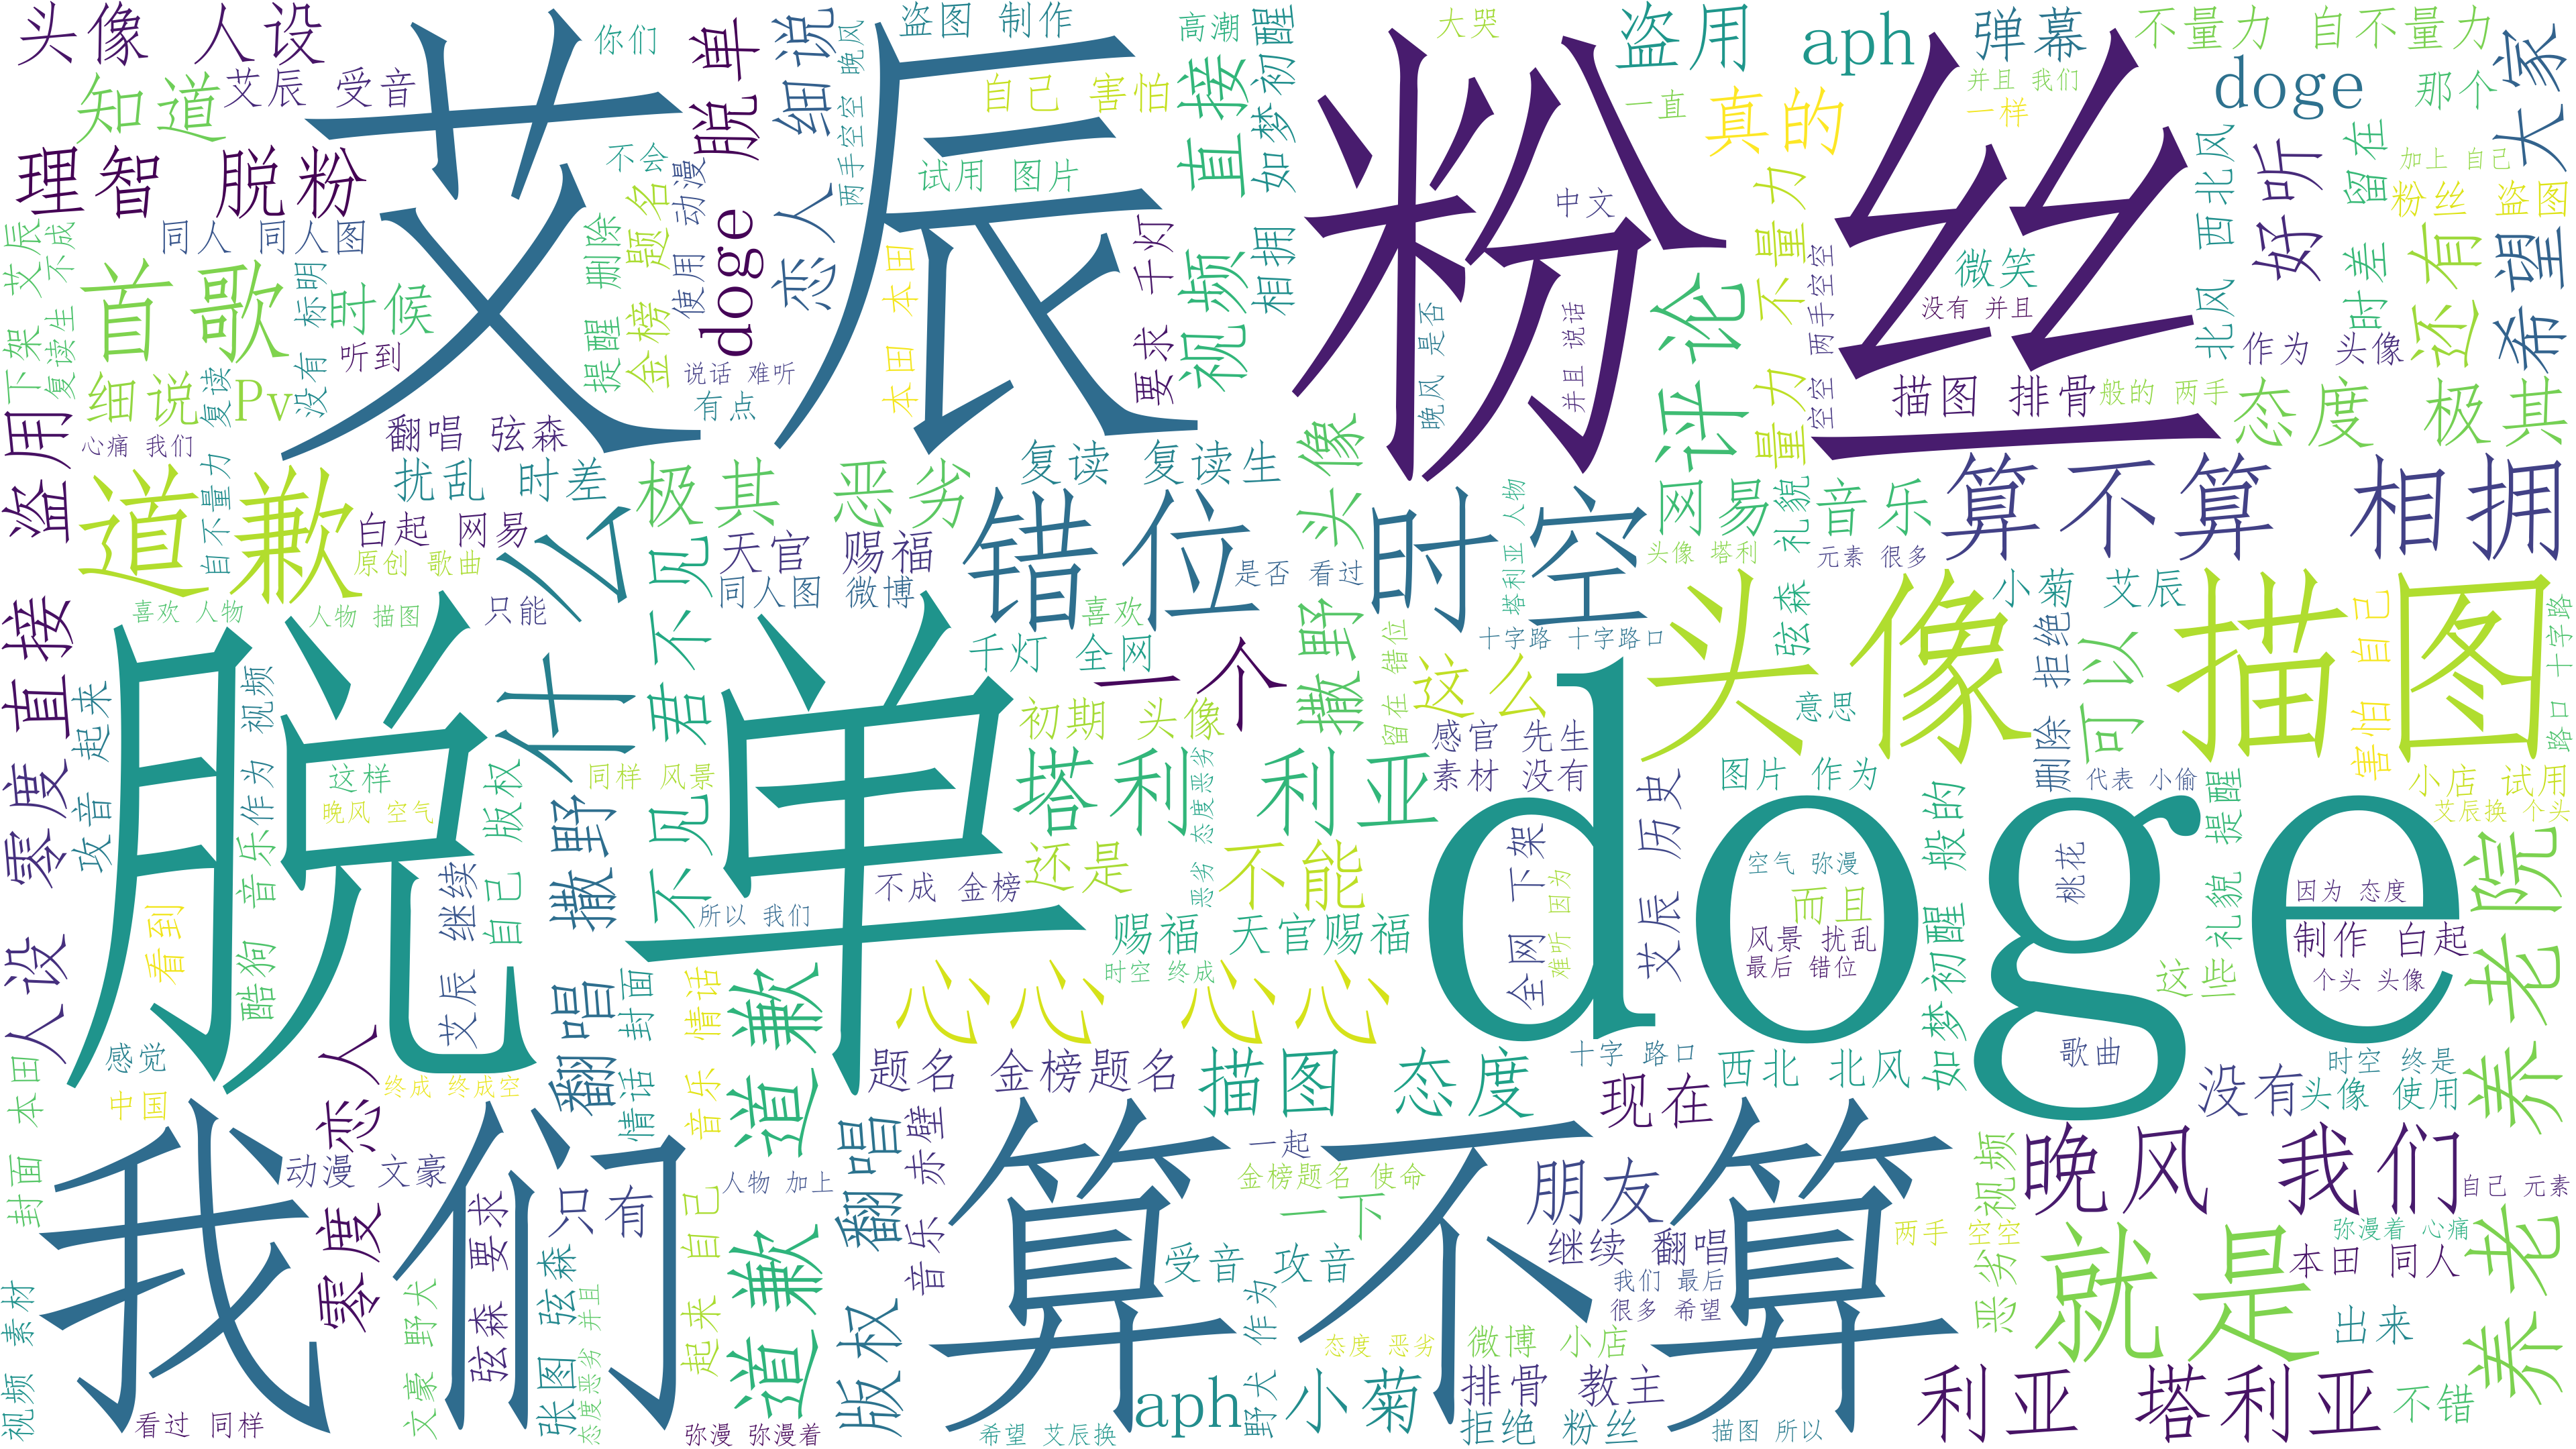 头像 人设
知道
艾辰 受音
理智 脱粉
同人 同人图
首歌
时候
听到
细说 Pv
翻唱 弦森
扰乱 时差
白起 网易
原创 歌曲
心痛 我们
下架 艾辰
复读生 不成
复读
没有 标明
自不量力
盗用
艾辰
你们
盗图 制作
不会
提醒 删除
金榜 题名
使用 动漫
doge 脱单
说话 难听
有点
恋人 细说
两手空空 晚风
自己 害怕
试用 图片
本田 本田
高潮
视频 直接
要求 千灯
相拥 如梦初醒
大哭
粉丝
中文
晚风 是否
并且 说话
盗用 aph
弹幕
一直
真的
并且 我们
一样
评论
量力 不量力
空空 两手空空
微笑
没有 并且
不量力 自不量力
doge
那个
大家
希望
好听
北风 西北风
时差 留在
加上 自己
粉丝 盗图
还有
作为 头像
描图 排骨
般的 两手
态度 极其
道歉
极其 恶劣
复读 复读生
天官 赐福
同人图 微博
错位 时空
是否 看过
头像
网易 音乐
礼貌
头像 塔利
元素 很多
塔利亚 人物
算不算 相拥
小菊 艾辰
弦森
喜欢 人物
人物 描图
只能
什么
不见 君不见
喜欢
千灯 全网
一个
撒野
十字路 十字路口
留在 错位
这么
意思
头像 描图
删除 拒绝
可以
害怕 自己
路口 十字路
直接
零度
人设
攻音 起来
作为 视频
酷狗 音乐
这样
晚风 空气
看到
脱单
艾辰 继续
自己 版权
撒野
翻唱
同样 风景
初期 头像
塔利 利亚
还是
不能
态度恶劣
恶劣
不成 金榜
所以 我们
赐福 天官赐福
时空 终成
心心 心心
doge
感官 先生
素材 没有
图片 作为
艾辰 历史
全网 下架
难听 因为
空气 弥漫
而且
风景 扰乱
最后 错位
如梦初醒 般的
桃花
歌曲
代表 小偷
小店 试用
艾辰换 个头
这些 礼貌 提醒
因为 态度
制作 白起
个头 头像
养老 养老院
封面 本田
感觉
中国
终成 终成空
零度 恋人
动漫 文豪
我们
情话 封面
音乐 情话
道歉 道歉
起来 自己
题名 金榜题名
人物 加上
版权 翻唱
音乐 赤壁
算不算
一起
金榜题名 使命
一下
描图 态度
十字 路口
西北 北风
现在
朋友
继续 翻唱
我们 最后
很多 希望
受音 攻音
没有
头像 使用
时空 终是
晚风 我们
自己 元素
两手 空空
弥漫着 心痛
恶劣 视频
就是
本田 同人
出来
不错
利亚 塔利亚
视频 素材
看过 同样
文豪 野犬
弦森 要求
只有
张图 弦森
态度恶劣 并且
弥漫 弥漫着
希望 艾辰换
aph
野犬 作为
小菊
态度 恶劣
微博 小店
排骨 教主
拒绝 粉丝
描图 所以